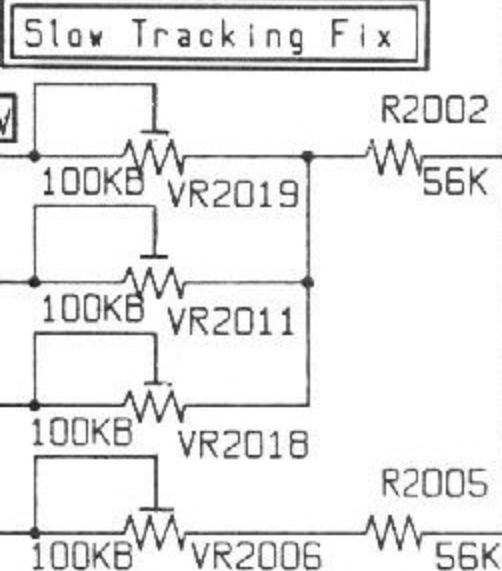 Slow Tracking Fix
R2002
100KB VR2019 56K
100KB VR2011
100KB VR2018
R2005
100KB VR2006 56K